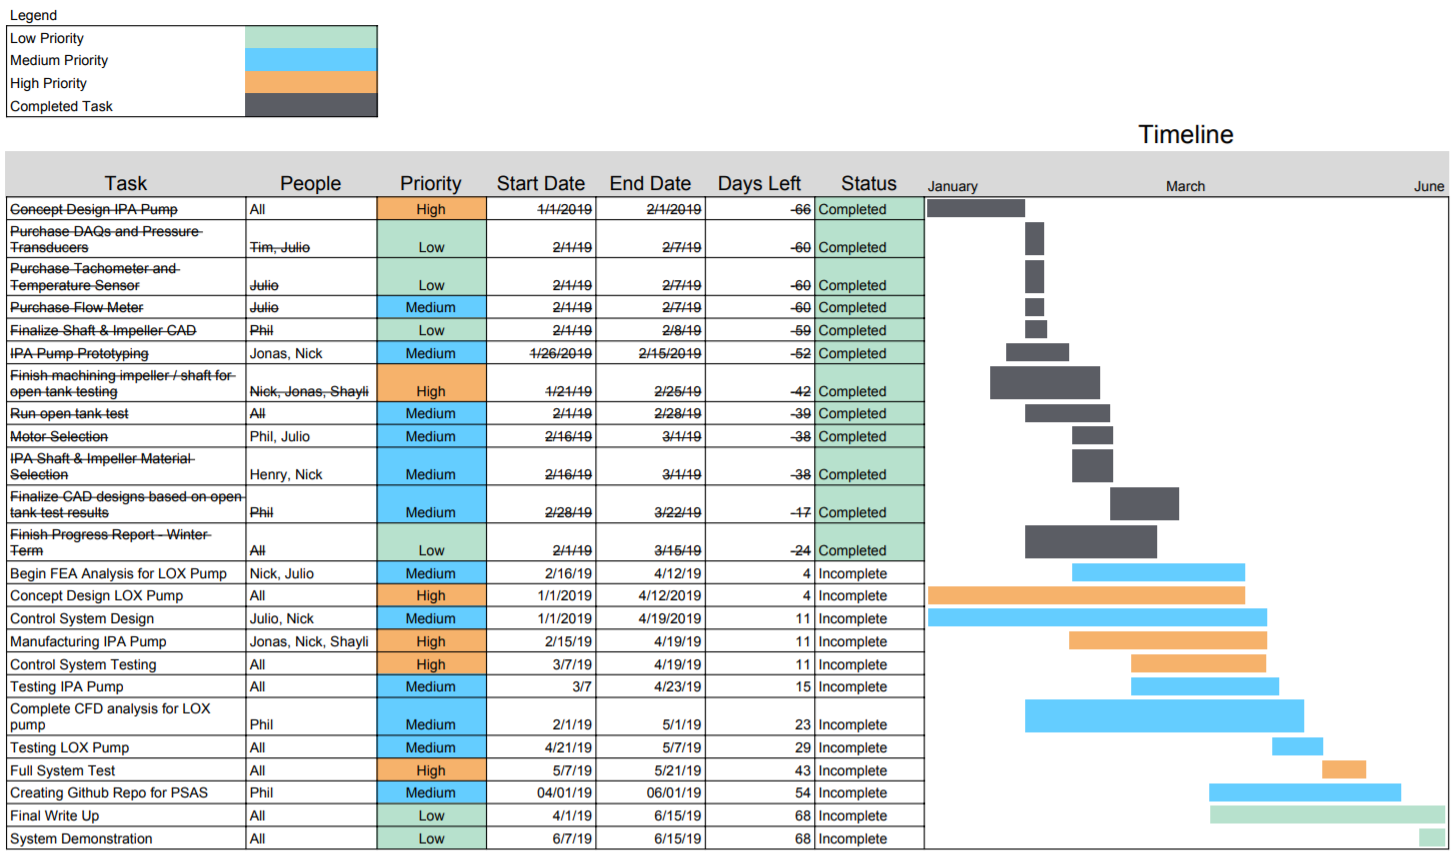 Legend
Low Priority
Medium Priority
High Priority
Completed Task
Timeline
Task People Priority Start Date End Date Days Left Status January March June
Concept Design IPA Pump All High 1/1/2019 2/1/2019 -66 Completed
Purchase DAQs and Pressure
Transducers Tim, Julio Low 2/1/19 2/7/19 -60 Completed
Purchase Tachometer and
Temperature Sensor Julio Low 2/1/19 2/7/19 -60 Completed
Purchase Flow Meter Julio Medium 2/1/19 2/7/19 -60 Completed
Finalize Shaft & Impeller CAD Phil Low 2/1/19 2/8/19 -59 Completed
IPA Pump Prototyping Jonas, Nick Medium 1/26/2019 2/15/2019 -52 Completed
Finish machining impeller / shaft for
open tank testing Nick, Jonas, Shayli High 1/21/19 2/25/19 -42 Completed
Run open tank test All Medium 2/1/19 2/28/19 -39 Completed
Motor Selection Phil, Julio Medium 2/16/19 3/1/19 -38 Completed
IPA Shaft & Impeller Material
Selection Henry, Nick Medium 2/16/19 3/1/19 -38 Completed
Finalize CAD designs based on open
tank test results Phil Medium 2/28/19 3/22/19 -17 Completed
Finish Progress Report - Winter
Term All Low 2/1/19 3/15/19 -24 Completed
Begin FEA Analysis for LOX Pump Nick, Julio Medium 2/16/19 4/12/19 4 Incomplete
Concept Design LOX Pump All High 1/1/2019 4/12/2019 4 Incomplete
Control System Design Julio, Nick Medium 1/1/2019 4/19/2019 11 Incomplete
Manufacturing IPA Pump Jonas, Nick, Shayli High 2/15/19 4/19/19 11 Incomplete
Control System Testing All High 3/7/19 4/19/19 11 Incomplete
Testing IPA Pump All Medium 3/7 4/23/19 15 Incomplete
Complete CFD analysis for LOX
pump Phil Medium 2/1/19 5/1/19 23 Incomplete
Testing LOX Pump All Medium 4/21/19 5/7/19 29 Incomplete
Full System Test All High 5/7/19 5/21/19 43 Incomplete
Creating Github Repo for PSAS Phil Medium 04/01/19 06/01/19 54 Incomplete
Final Write Up All Low 4/1/19 6/15/19 68 Incomplete
System Demonstration All Low 6/7/19 6/15/19 68 Incomplete